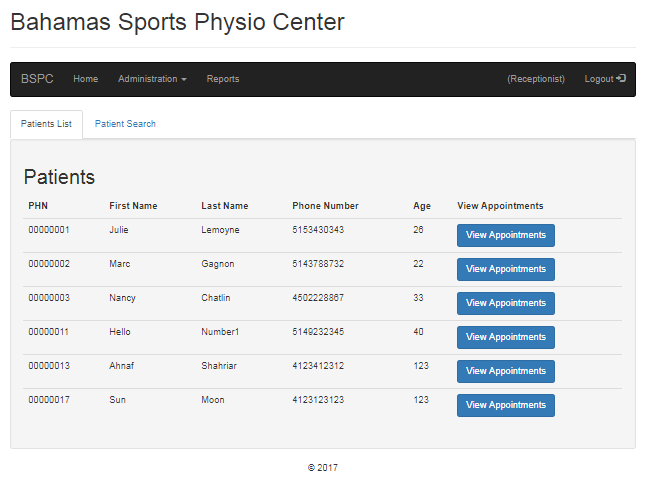 Bahamas Sports Physio Center
BSPC Home Administration Reports (Receptionist) Logout
Patients List Patient Search
Patients
PHN First Name Last Name Phone Number Age View Appointments
00000001 Julie Lemoyne 5153430343 26 View Appointments
00000002 Marc Gagnon 5143788732 22 View Appointments
00000003 Nancy Chatlin 4502228867 33 View Appointments
00000011 Hello Number1 5149232345 40 View Appointments
00000013 Ahnaf Shahriar 4123412312 123 View Appointments
00000017 Sun Moon 4123123123 123 View Appointments
© 2017